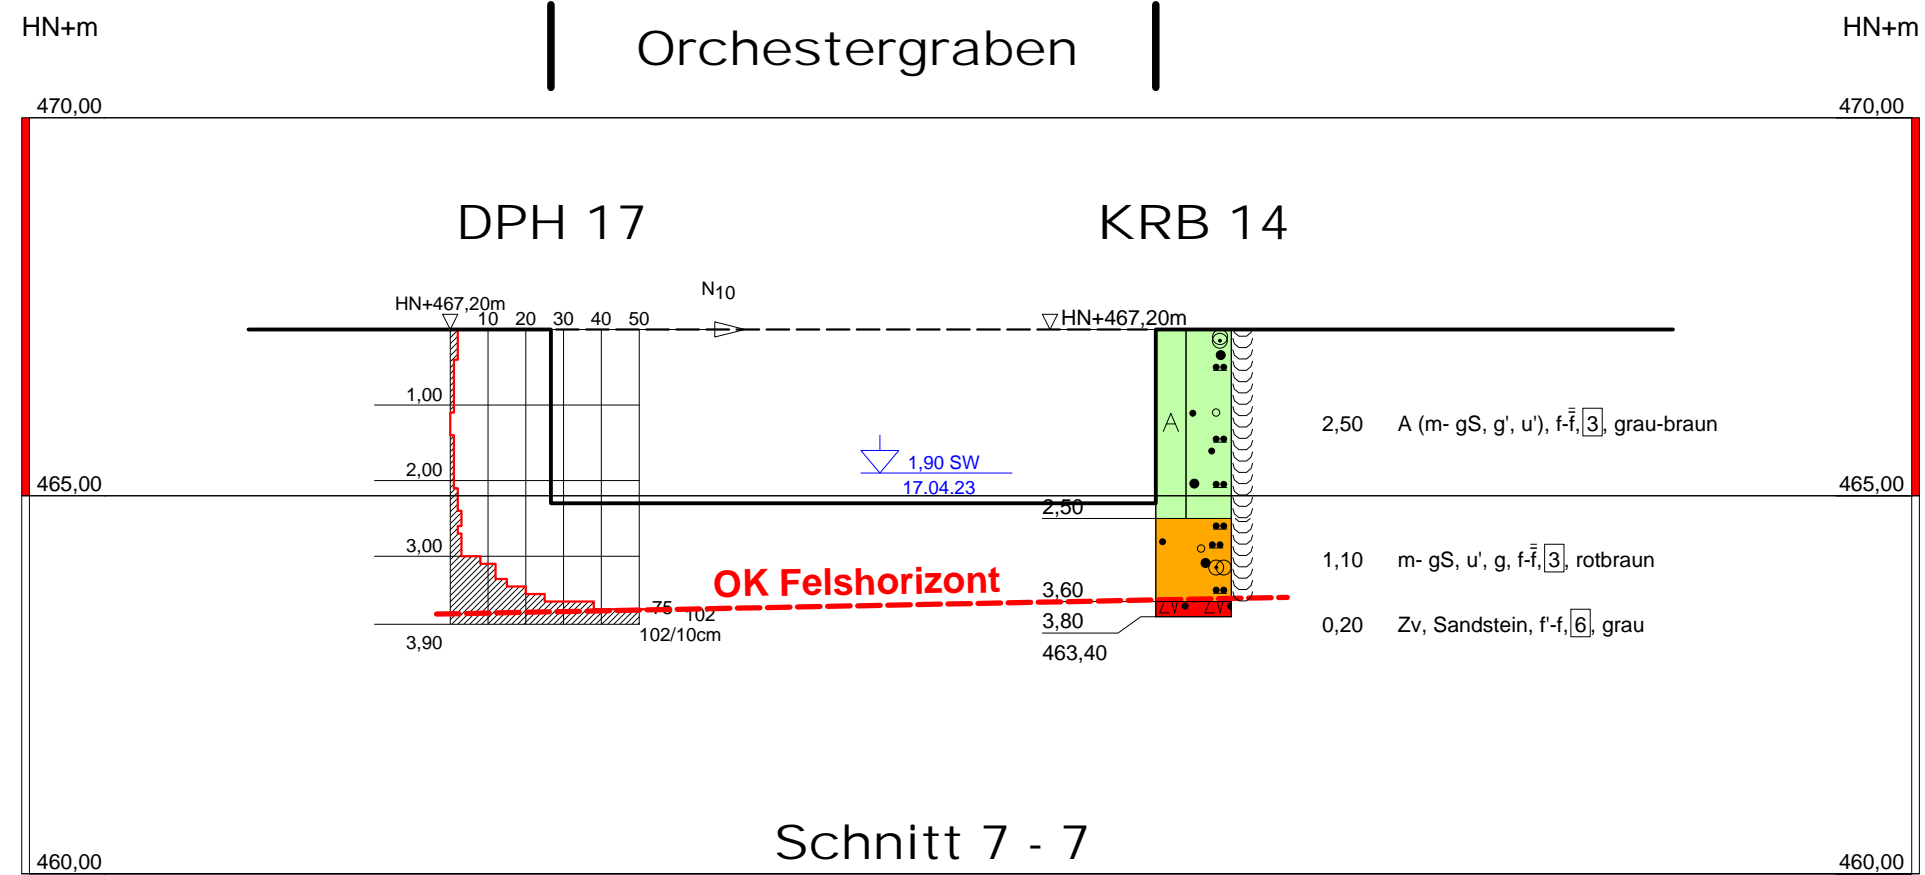 HN+m
Orchestergraben
HN+m
470,00
470,00
DPH 17
KRB 14
HN+467,20m
N10
10 20 30 40 50
HN+467,20m
1,00
2,00
3,00
3,90
75
102
102/10cm
1,90 SW
17.04.23
A
2,50
A (m- gS, g', u'), f-f̿, 3, grau-braun
465,00
465,00
2,50
1,10
m- gS, u', g, f-f̿, 3, rotbraun
OK Felshorizont
3,60
ZV ZV
3,80
463,40
0,20
Zv, Sandstein, f'-f, 6, grau
Schnitt 7 - 7
460,00
460,00